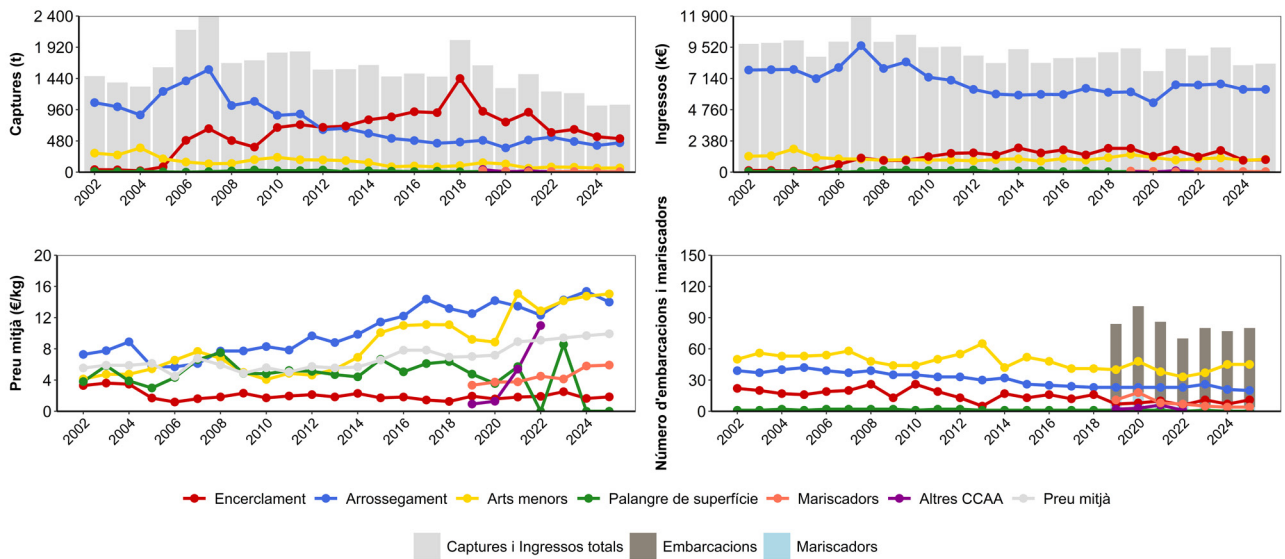 Captures (t)
2 400
1 920
1 440
960
480
0
2002 2004 2006 2008 2010 2012 2014 2016 2018 2020 2022 2024
Ingressos (k€)
11 900
9 520
7 140
4 760
2 380
0
2002 2004 2006 2008 2010 2012 2014 2016 2018 2020 2022 2024
Preu mitjà (€/kg)
20
16
12
8
4
0
2002 2004 2006 2008 2010 2012 2014 2016 2018 2020 2022 2024
Número d'embarcacions i mariscadors
150
120
90
60
30
0
2002 2004 2006 2008 2010 2012 2014 2016 2018 2020 2022 2024
Encerclament Arrossegament Arts menors Palangre de superfície Mariscadors Altres CCAA Preu mitjà
Captures i Ingressos totals Embarcacions Mariscadors